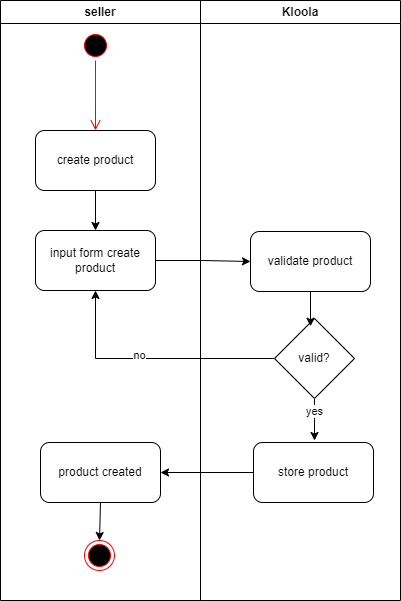 seller
Kloola
create product
input form create
product
validate product
valid?
no
yes
product created
store product